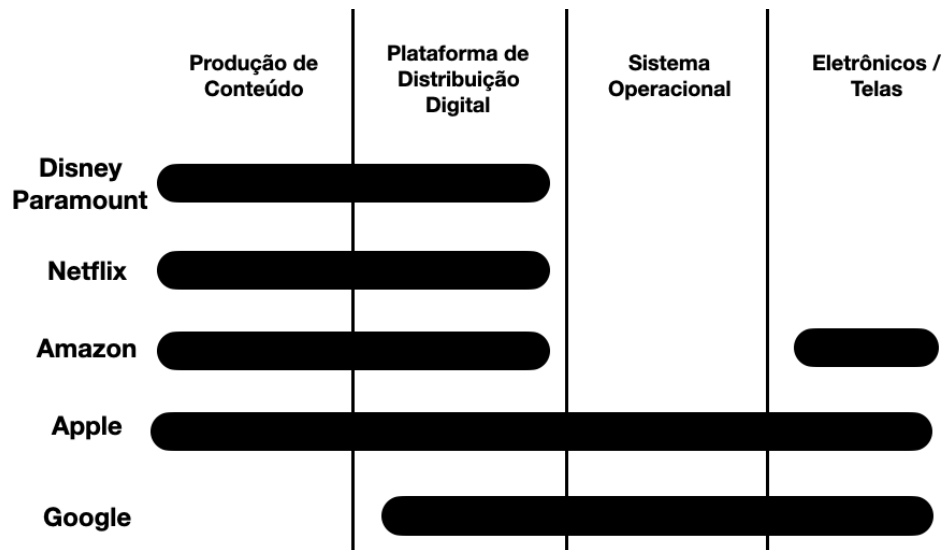 Produção de
Conteúdo
Plataforma de
Distribuição
Digital
Sistema
Operacional
Eletrônicos /
Telas
Disney
Paramount
Netflix
Amazon
Apple
Google